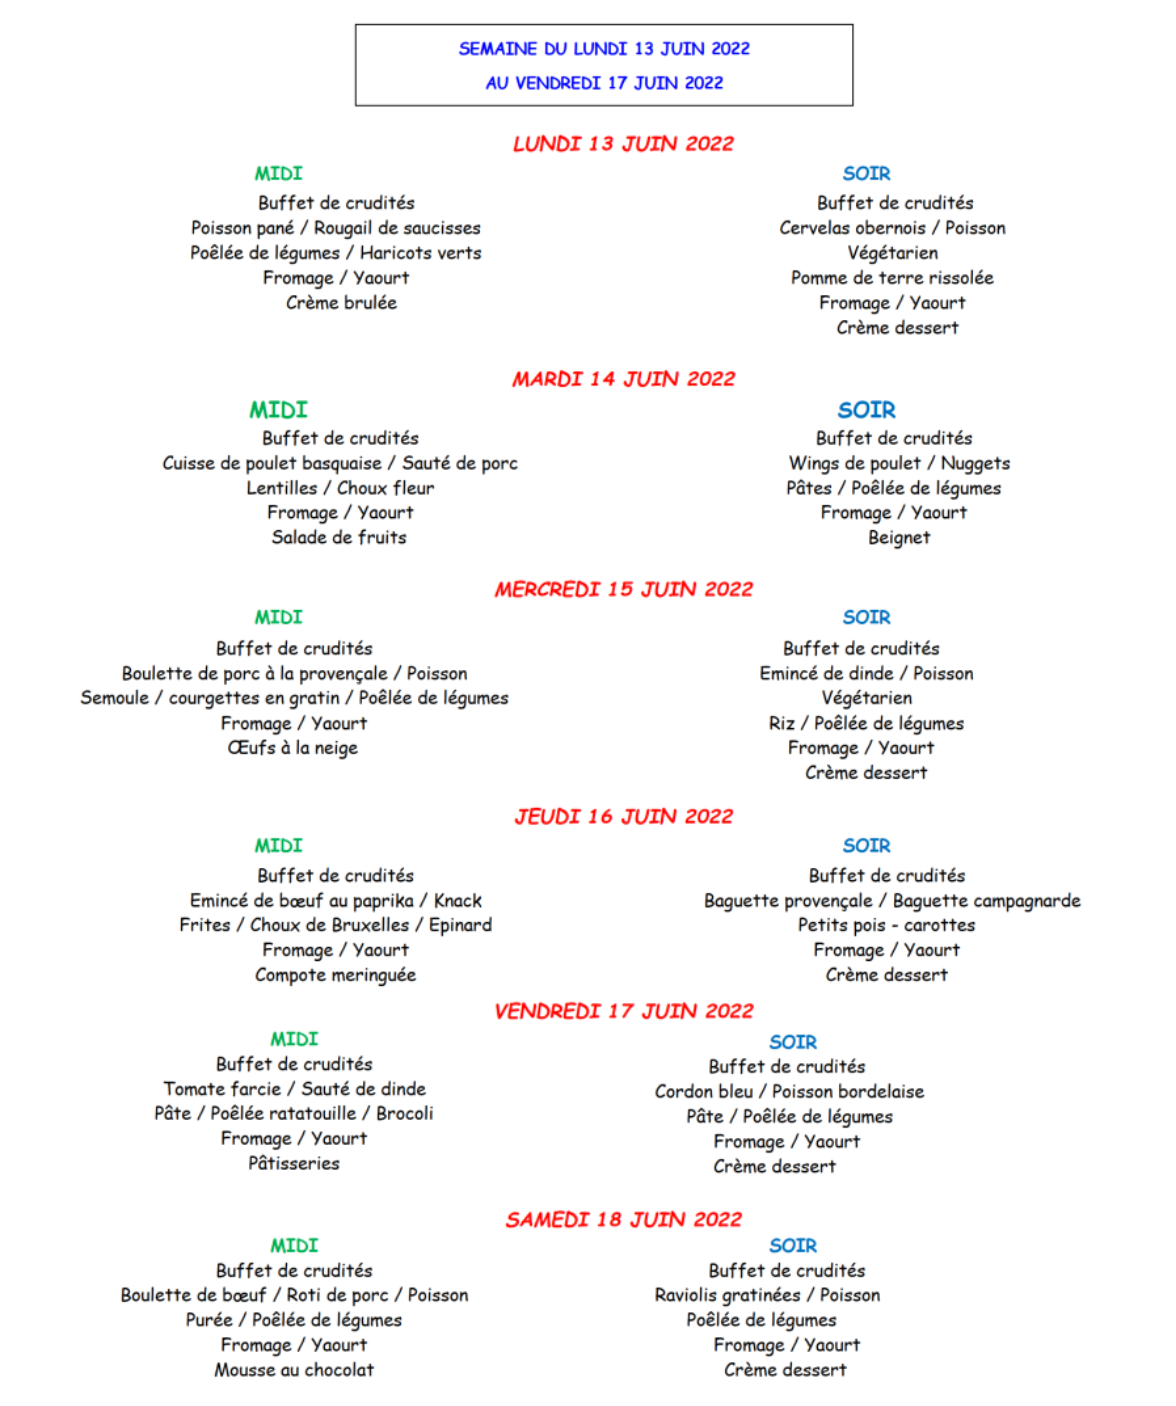 SEMAINE DU LUNDI 13 JUIN 2022
AU VENDREDI 17 JUIN 2022
LUNDI 13 JUIN 2022
MIDI
Buffet de crudités
Poisson pané / Rougail de saucisses
Poêlée de légumes / Haricots verts
Fromage / Yaourt
Crème brulée
SOIR
Buffet de crudités
Cervelas obernois / Poisson
Végétarien
Pomme de terre rissolée
Fromage / Yaourt
Crème dessert
MARDI 14 JUIN 2022
MIDI
Buffet de crudités
Cuisse de poulet basquaise / Sauté de porc
Lentilles / Choux fleur
Fromage / Yaourt
Salade de fruits
SOIR
Buffet de crudités
Wings de poulet / Nuggets
Pâtes / Poêlée de légumes
Fromage / Yaourt
Beignet
MERCREDI 15 JUIN 2022
MIDI
Buffet de crudités
Boulette de porc à la provençale / Poisson
Semoule / courgettes en gratin / Poêlée de légumes
Fromage / Yaourt
Œufs à la neige
SOIR
Buffet de crudités
Emincé de dinde / Poisson
Végétarien
Riz / Poêlée de légumes
Fromage / Yaourt
Crème dessert
JEUDI 16 JUIN 2022
MIDI
Buffet de crudités
Emincé de bœuf au paprika / Knack
Frites / Choux de Bruxelles / Epinard
Fromage / Yaourt
Compote meringuée
SOIR
Buffet de crudités
Baguette provençale / Baguette campagnarde
Petits pois - carottes
Fromage / Yaourt
Crème dessert
VENDREDI 17 JUIN 2022
MIDI
Buffet de crudités
Tomate farcie / Sauté de dinde
Pâte / Poêlée ratatouille / Brocoli
Fromage / Yaourt
Pâtisseries
SOIR
Buffet de crudités
Cordon bleu / Poisson bordelaise
Pâte / Poêlée de légumes
Fromage / Yaourt
Crème dessert
SAMEDI 18 JUIN 2022
MIDI
Buffet de crudités
Boulette de bœuf / Roti de porc / Poisson
Purée / Poêlée de légumes
Fromage / Yaourt
Mousse au chocolat
SOIR
Buffet de crudités
Raviolis gratinées / Poisson
Poêlée de légumes
Fromage / Yaourt
Crème dessert